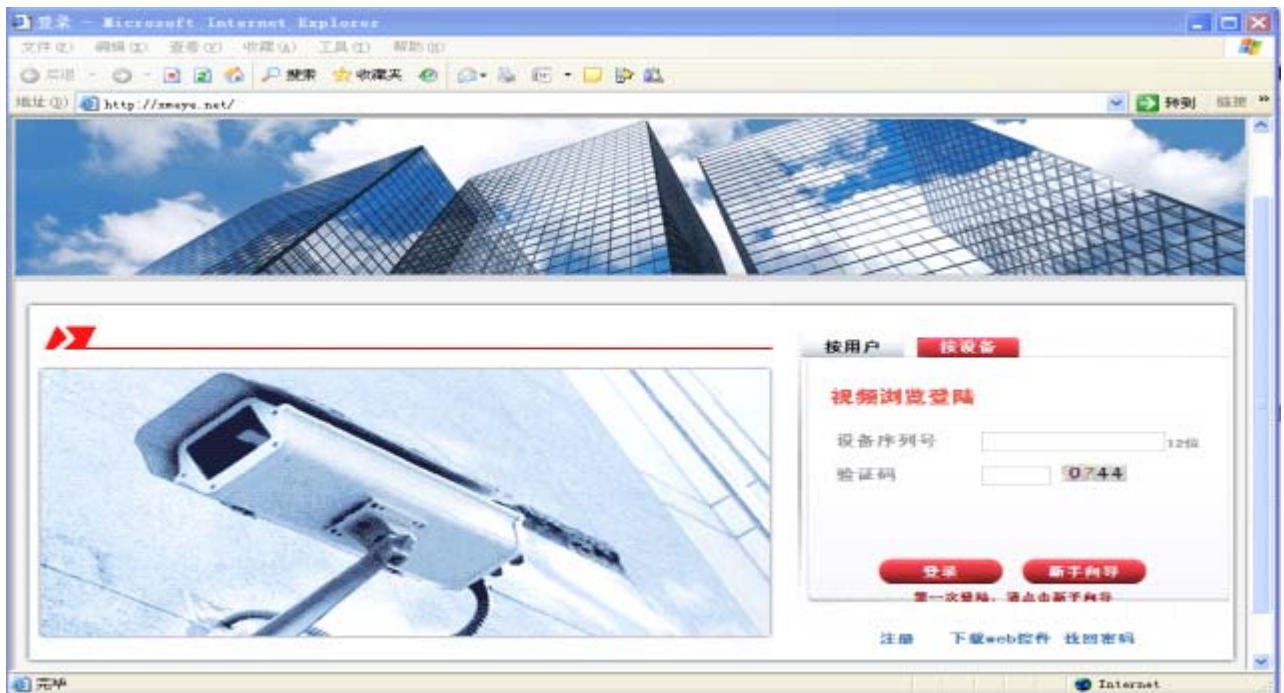 登录 - Microsoft Internet Explorer
文件(F) 编辑(E) 查看(V) 收藏(A) 工具(T) 帮助(H)
后退 搜索 收藏夹
地址(D) http://xmeye.net/ 转到 链接 »
按用户 按设备
视频浏览登陆
设备序列号 12位
验证码 0744
登录 新手向导
第一次登陆，请点击新手向导
注册 下载web控件 找回密码
完毕 Internet